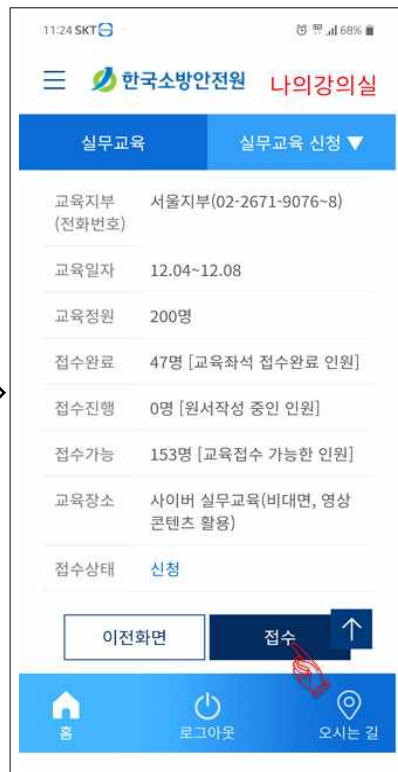 11:24 SKT
68%
한국소방안전원
나의강의실
실무교육
실무교육 신청 ▼
교육지부 서울지부(02-2671-9076~8)
(전화번호)
교육일자 12.04~12.08
교육정원 200명
접수완료 47명 [교육좌석 접수완료 인원]
접수진행 0명 [원서작성 중인 인원]
접수가능 153명 [교육접수 가능한 인원]
교육장소 사이버 실무교육(비대면, 영상
콘텐츠 활용)
접수상태 신청
이전화면
접수
홈
로그아웃
오시는 길